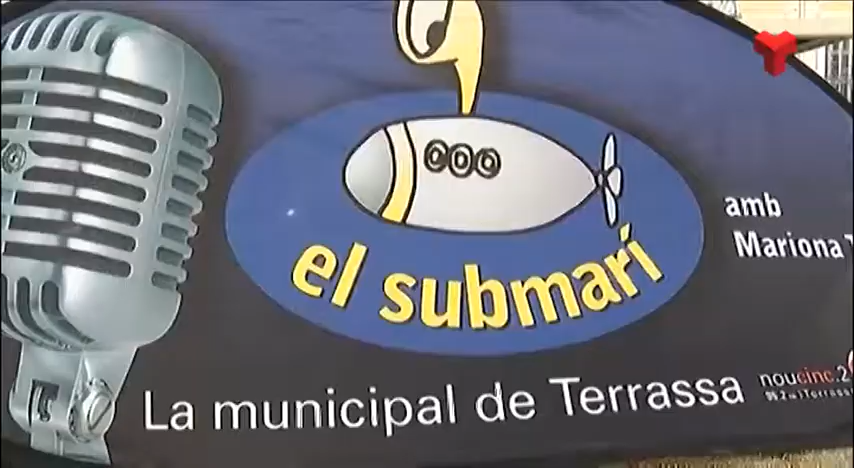 el submarí
amb
Mariona
La municipal de Terrassa
noucinc.2